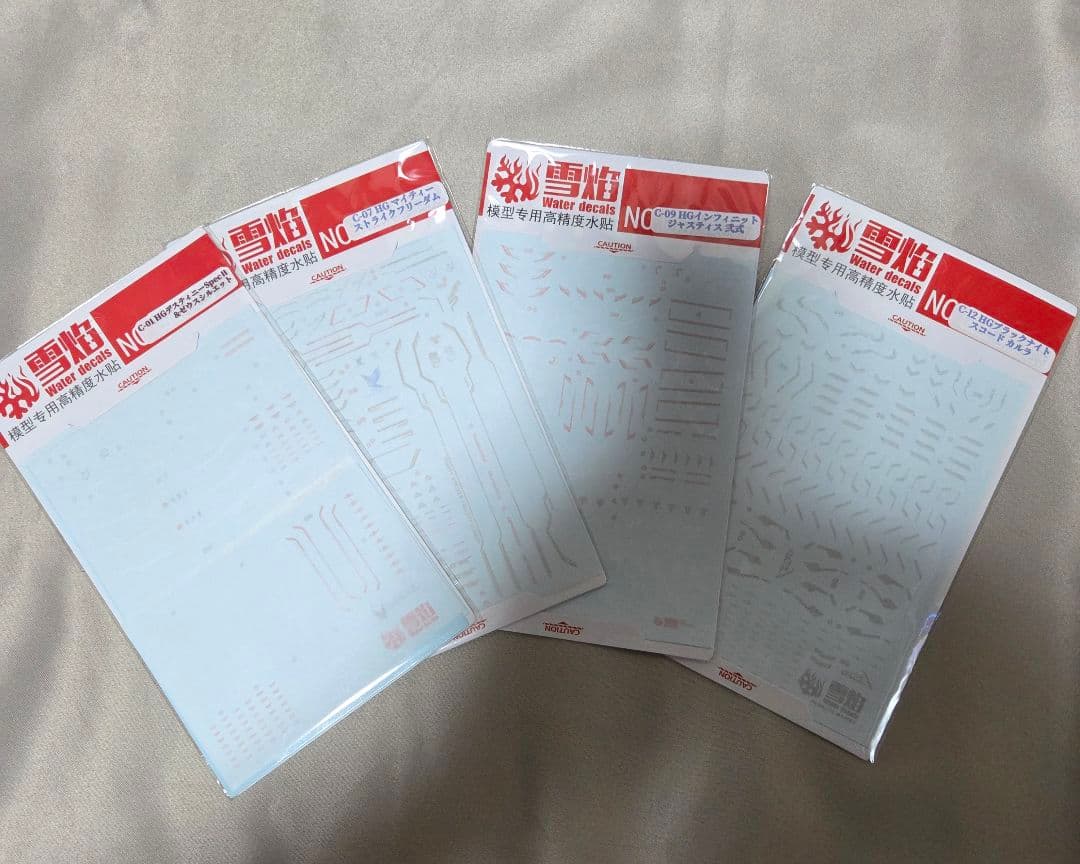 雪焰
Water decals
模型专用高精度水贴
NO
C-01 HGデスティニーSpecII
&ゼウスシルエット
CAUTION
雪焰
Water decals
用高精度水贴
NO
C-07 HG マイティー
ストライクフリーダム
CAUTION
雪焰
Water decals
模型专用高精度水贴
NO
C-09 HGインフィニット
ジャスティス 弐式
CAUTION
CAUTION
雪焰
Water decals
模型专用高精度水贴
NO
C-12 HGブラックナイト
スコード カルラ
CAUTION
CAUTION